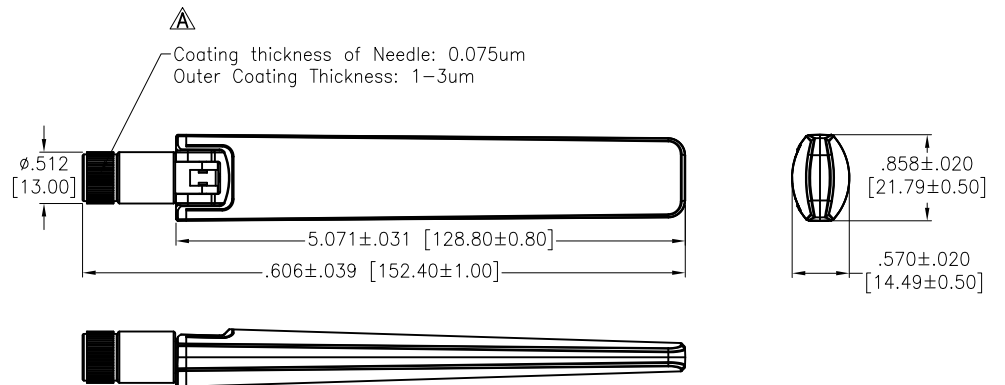 A
Coating thickness of Needle: 0.075um
Outer Coating Thickness: 1-3um
ø.512
[13.00]
.858±.020
[21.79±0.50]
5.071±.031 [128.80±0.80]
.606±.039 [152.40±1.00]
.570±.020
[14.49±0.50]